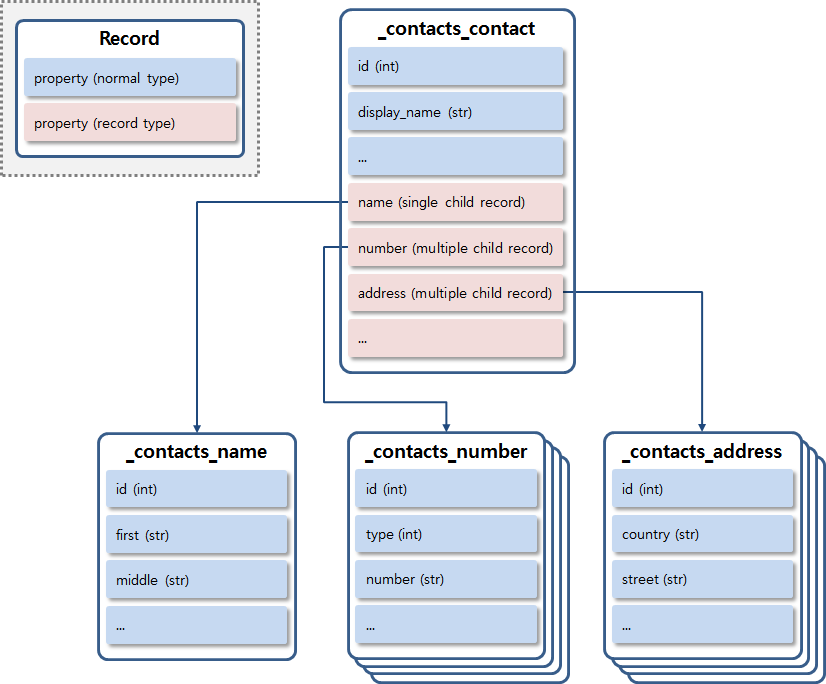 Record
property (normal type)
property (record type)
_contacts_contact
id (int)
display_name (str)
...
name (single child record)
number (multiple child record)
address (multiple child record)
...
_contacts_name
id (int)
first (str)
middle (str)
...
_contacts_number
id (int)
type (int)
number (str)
...
_contacts_address
id (int)
country (str)
street (str)
...